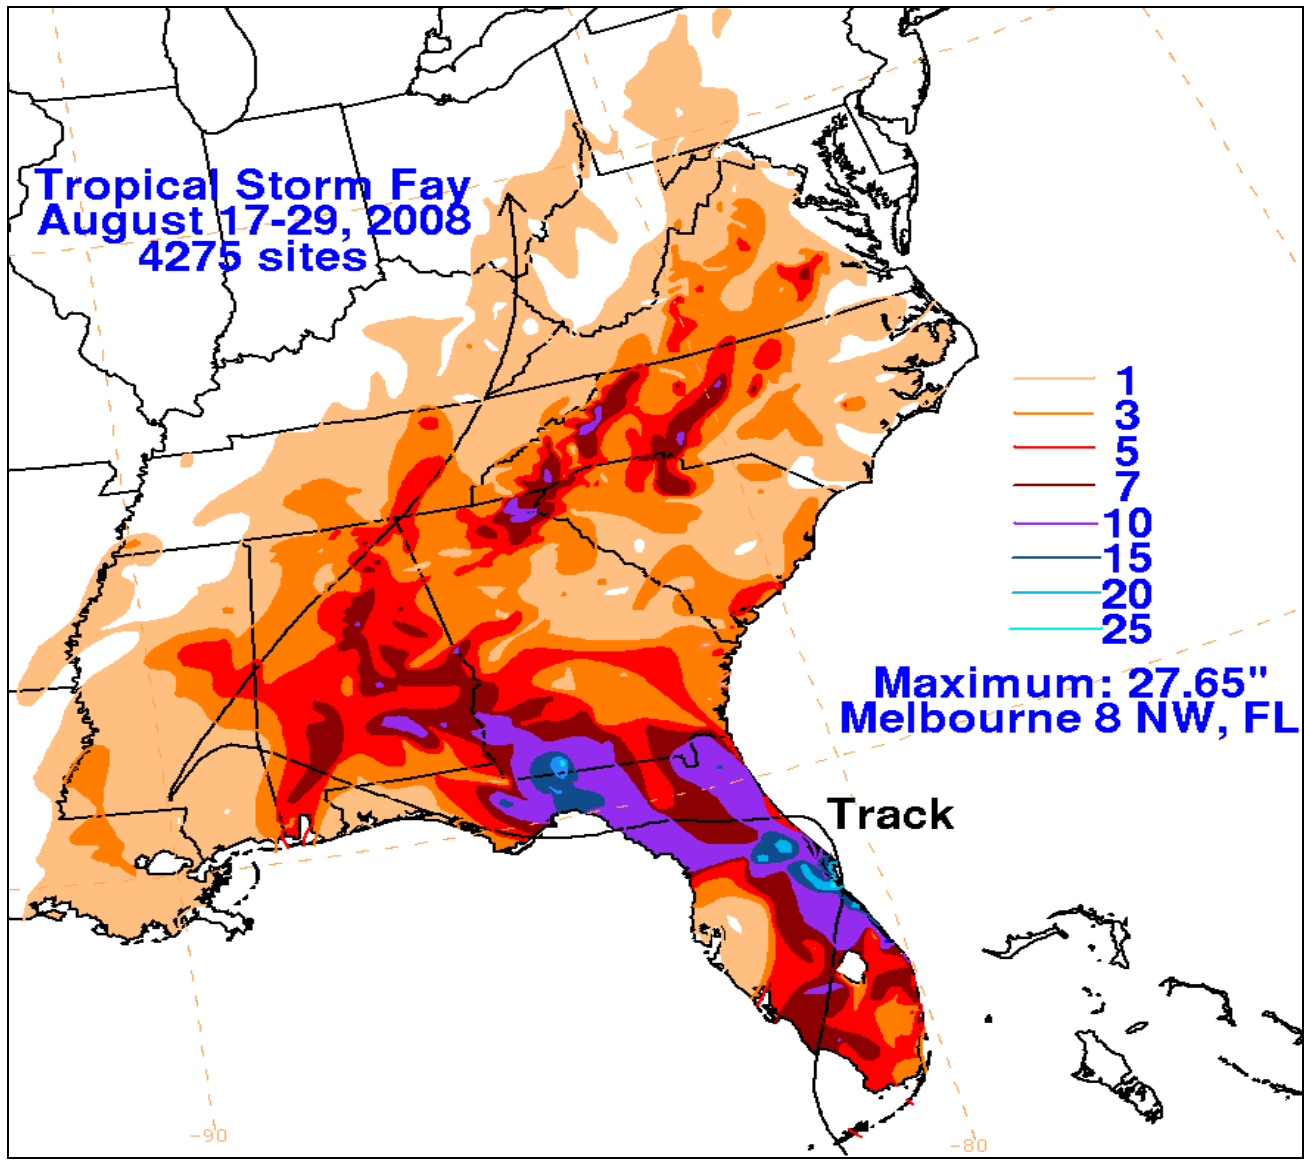 Tropical Storm Fay
August 17-29, 2008
4275 sites
1
3
5
7
10
15
20
25
Maximum: 27.65"
Melbourne 8 NW, FL
Track
-90
-80